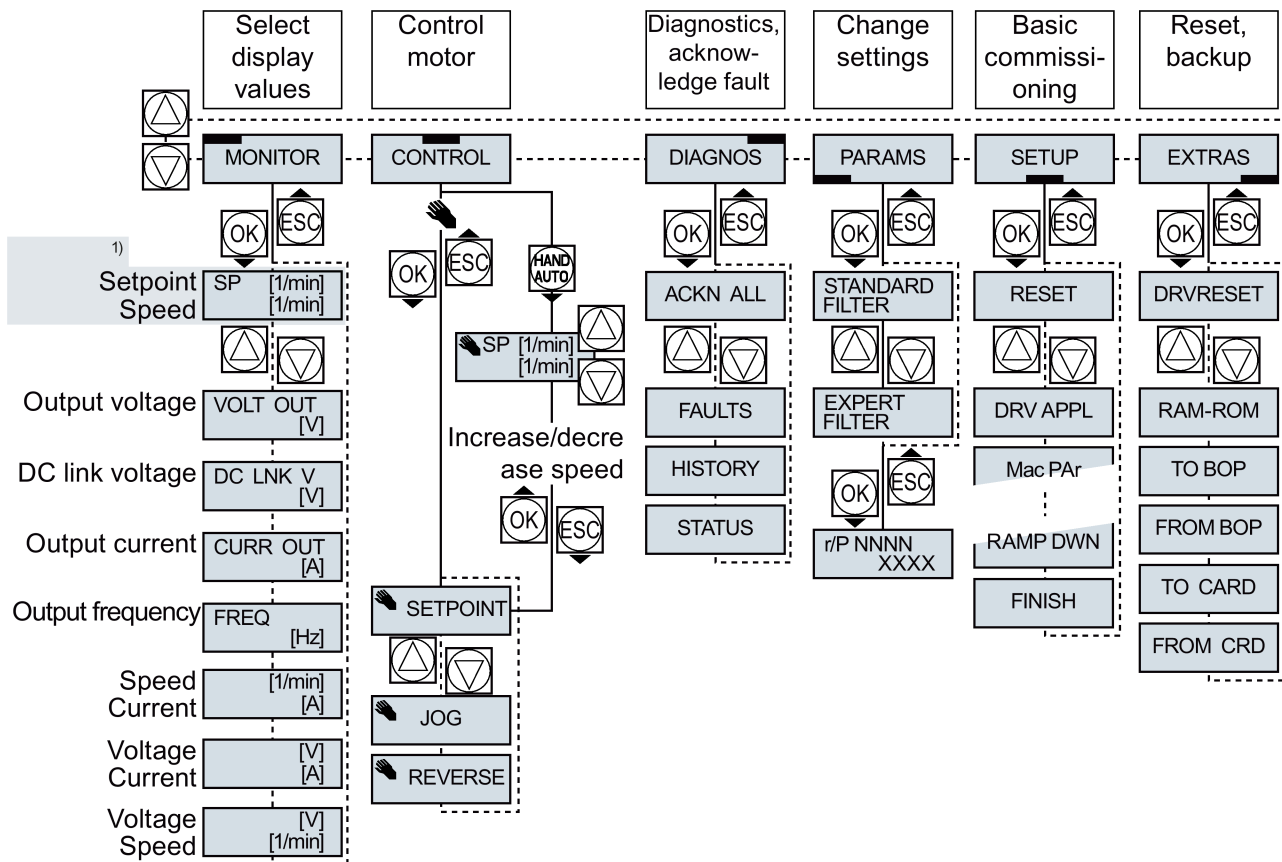 Select
display
values
Control
motor
Diagnostics,
acknow-
ledge fault
Change
settings
Basic
commissi-
oning
Reset,
backup
MONITOR
CONTROL
DIAGNOS
PARAMS
SETUP
EXTRAS
OK
ESC
OK
ESC
HAND
AUTO
OK
ESC
OK
ESC
OK
ESC
OK
ESC
1)
Setpoint
Speed
SP [1/min]
[1/min]
SP [1/min]
[1/min]
Increase/decre
ase speed
OK
ESC
ACKN ALL
FAULTS
HISTORY
STATUS
STANDARD
FILTER
EXPERT
FILTER
OK
ESC
r/P NNNN
XXXX
RESET
DRV APPL
Mac PAr
RAMP DWN
FINISH
DRVRESET
RAM-ROM
TO BOP
FROM BOP
TO CARD
FROM CRD
Output voltage
VOLT OUT
[V]
DC link voltage
DC LNK V
[V]
Output current
CURR OUT
[A]
Output frequency
FREQ
[Hz]
SETPOINT
JOG
REVERSE
Speed
Current
[1/min]
[A]
Voltage
Current
[V]
[A]
Voltage
Speed
[V]
[1/min]